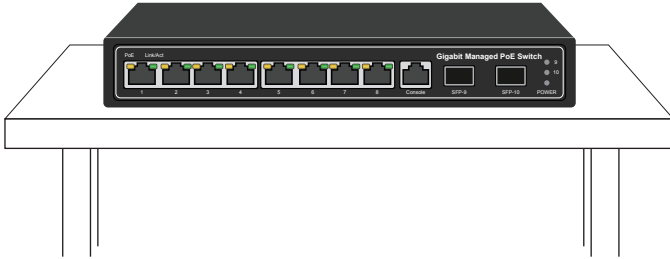 PoE Link/Act
Gigabit Managed PoE Switch
9
10
1 2 3 4 5 6 7 8 Console SFP-9 SFP-10 POWER